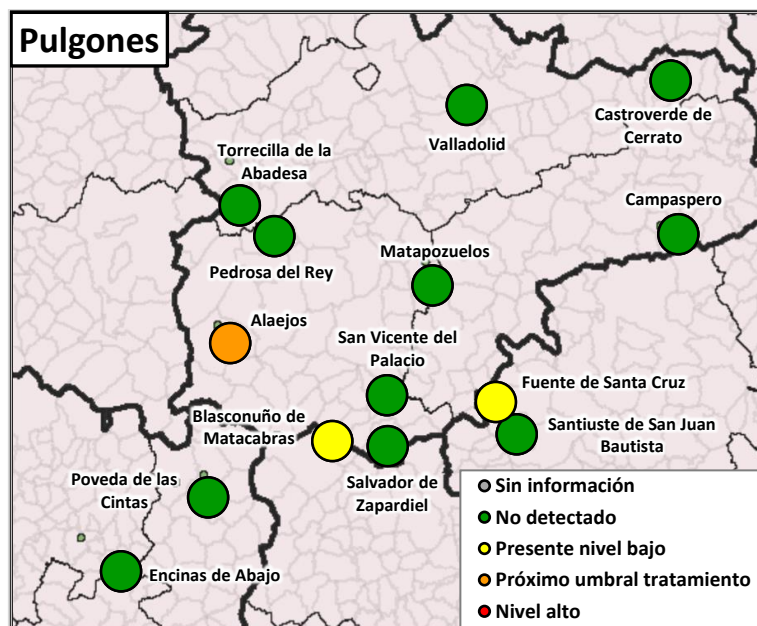 Pulgones
Castroverde de
Cerrato
Valladolid
Torrecilla de la
Abadesa
Campaspero
Pedrosa del Rey
Matapozuelos
Alaejos
San Vicente del
Palacio
Fuente de Santa Cruz
Blasconuño de
Matacabras
Santiuste de San Juan
Bautista
Poveda de las
Cintas
Salvador de
Zapardiel
Encinas de Abajo
Sin información
No detectado
Presente nivel bajo
Próximo umbral tratamiento
Nivel alto